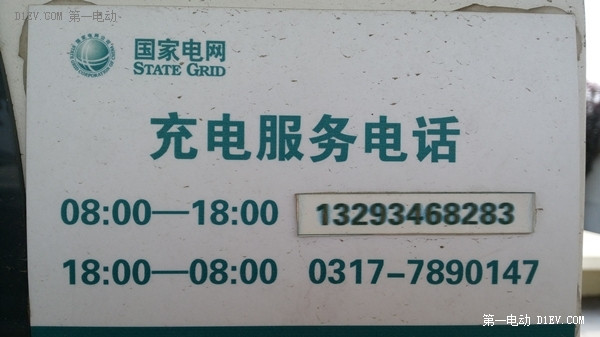 D1EV.COM 第一电动
国家电网
STATE GRID
充电服务电话
08:00—18:00 13293468283
18:00—08:00 0317-7890147
第一电动 D1EV.COM